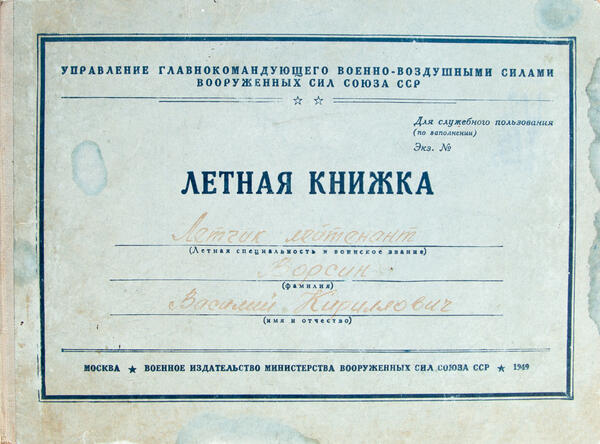 УПРАВЛЕНИЕ ГЛАВНОКОМАНДУЮЩЕГО ВОЕННО-ВОЗДУШНЫМИ СИЛАМИ
ВООРУЖЕННЫХ СИЛ СОЮЗА ССР
Для служебного пользования
(по заполнении)
Экз. №
ЛЕТНАЯ КНИЖКА
Летчик лейтенант
(Летная специальность и воинское звание)
Ворсин
(фамилия)
Василий Кириллович
(имя и отчество)
МОСКВА ★ ВОЕННОЕ ИЗДАТЕЛЬСТВО МИНИСТЕРСТВА ВООРУЖЕННЫХ СИЛ СОЮЗА ССР ★ 1949